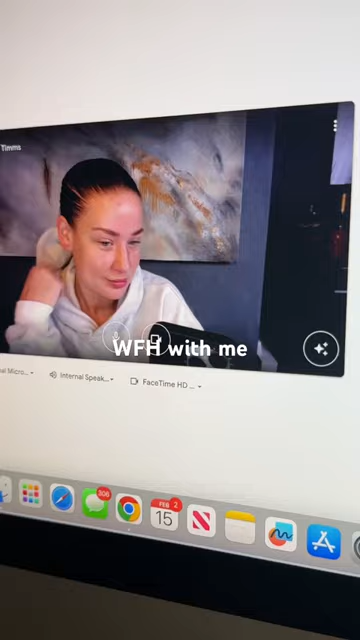 Timms
WFH with me
al Micro...
Internal Speak...
FaceTime HD ...
306
FEB
2
15